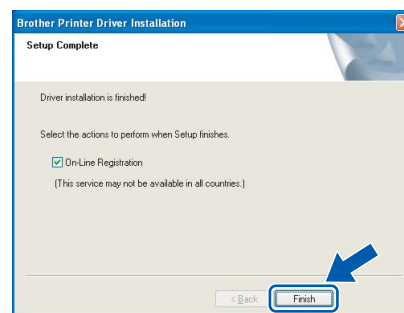 Brother Printer Driver Installation
Setup Complete
Driver installation is finished!
Select the actions to perform when Setup finishes.
On-Line Registration
(This service may not be available in all countries.)
< Back
Finish